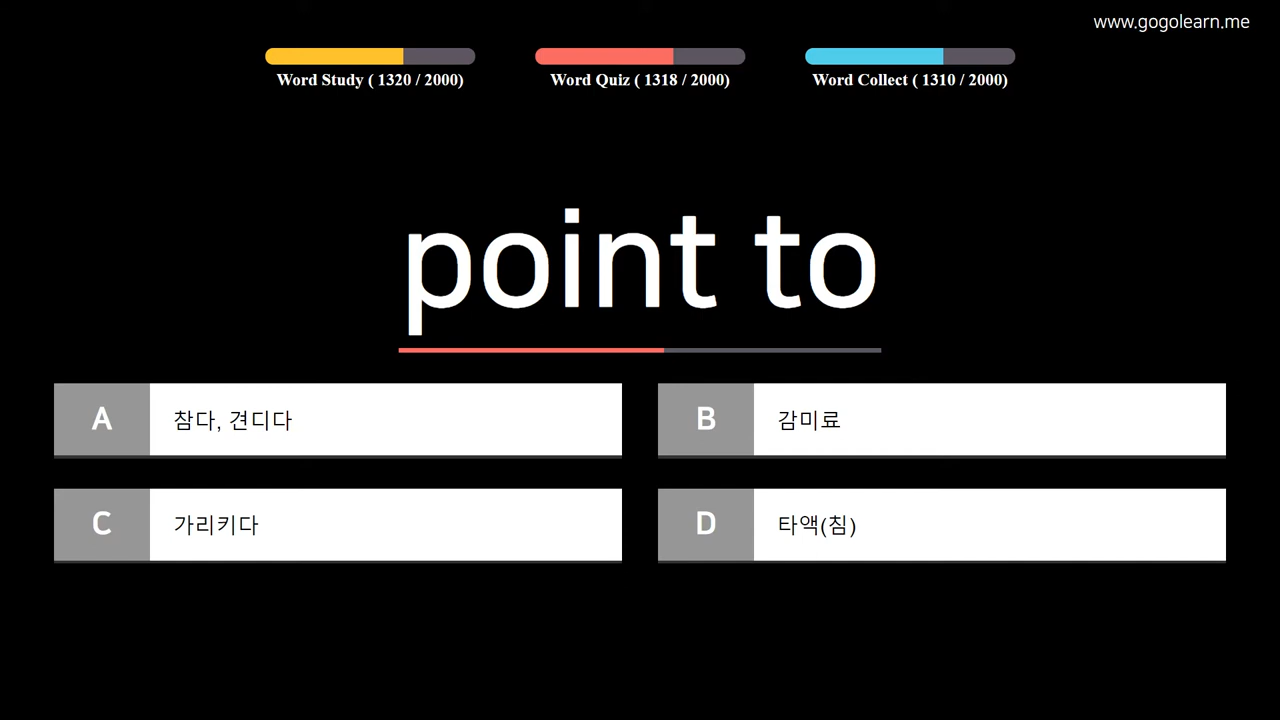 www.gogolearn.me
Word Study ( 1320 / 2000)
Word Quiz ( 1318 / 2000)
Word Collect ( 1310 / 2000)
point to
A 참다, 견디다
B 감미료
C 가리키다
D 타액(침)